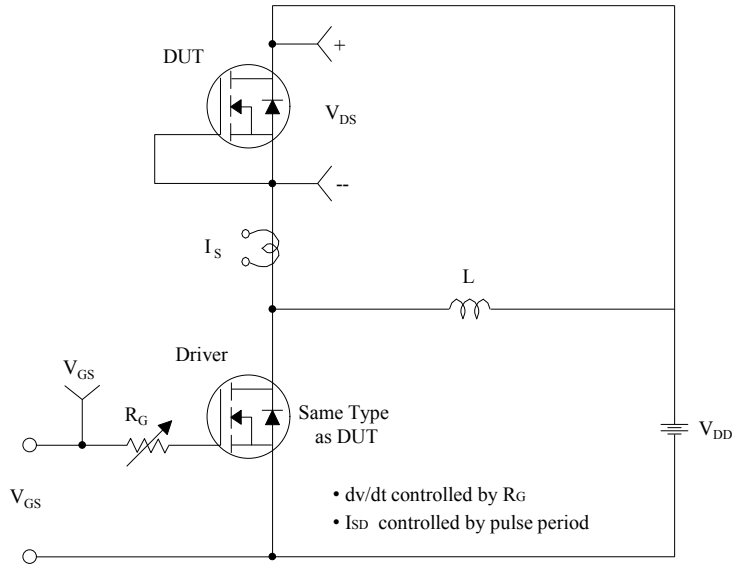 +
DUT
VDS
--
IS
L
Driver
VGS
RG
Same Type
as DUT
VDD
VGS
• dv/dt controlled by RG
• ISD controlled by pulse period